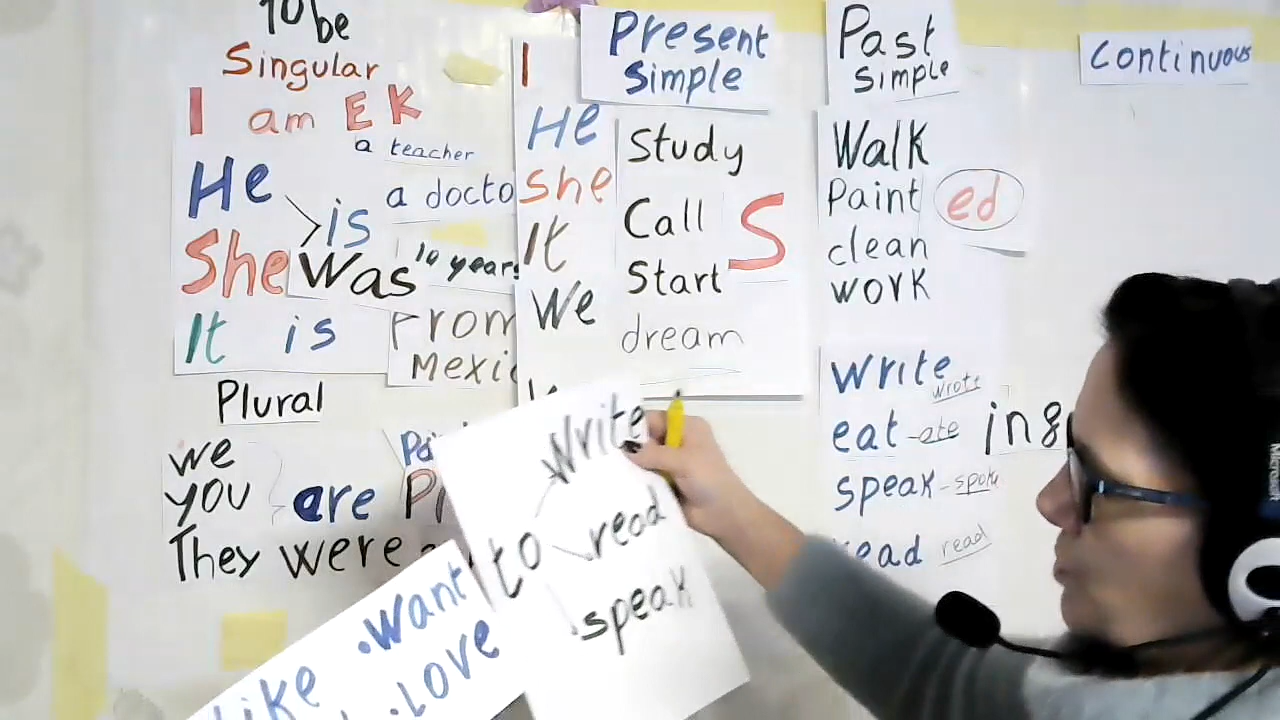 To be
Singular
I am E K
a teacher
He
is
a docto
She was 10 years
It is From
Mexic
Plural
we
you
are
They were
I
He
She
It
We
Present
Simple
Study
Call
Start
S
dream
Past
Simple
Walk
Paint
ed
clean
work
Write
wrote
eat - ate
ing
speak - spoke
read read
Continuous
Write
to read
speak
like . want
. Love
Microsoft